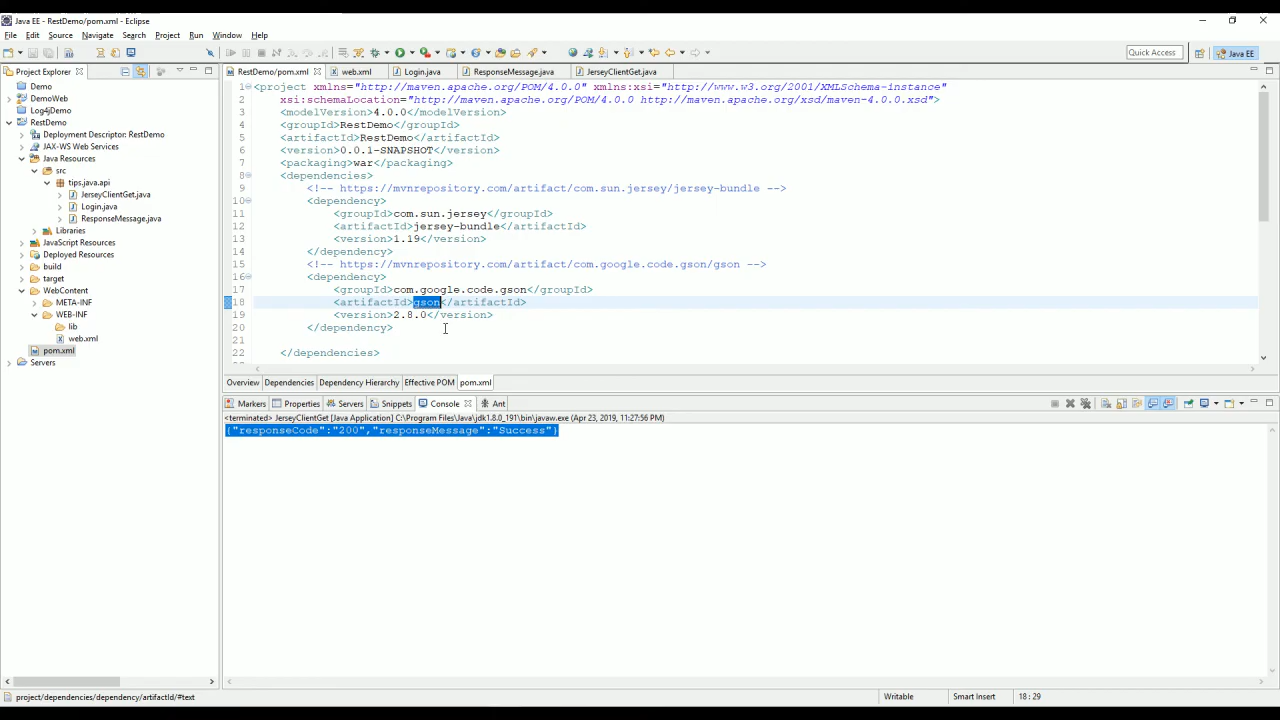 Java EE - RestDemo/pom.xml - Eclipse
File Edit Source Navigate Search Project Run Window Help
Quick Access
Java EE
Project Explorer
Demo
DemoWeb
Log4jDemo
RestDemo
Deployment Descriptor: RestDemo
JAX-WS Web Services
Java Resources
src
tips.java.api
JerseyClientGet.java
Login.java
ResponseMessage.java
Libraries
JavaScript Resources
Deployed Resources
build
target
WebContent
META-INF
WEB-INF
lib
web.xml
pom.xml
Servers
RestDemo/pom.xml web.xml Login.java ResponseMessage.java JerseyClientGet.java
1 <project xmlns="http://maven.apache.org/POM/4.0.0" xmlns:xsi="http://www.w3.org/2001/XMLSchema-instance"
2 xsi:schemaLocation="http://maven.apache.org/POM/4.0.0 http://maven.apache.org/xsd/maven-4.0.0.xsd">
3 <modelVersion>4.0.0</modelVersion>
4 <groupId>RestDemo</groupId>
5 <artifactId>RestDemo</artifactId>
6 <version>0.0.1-SNAPSHOT</version>
7 <packaging>war</packaging>
8 <dependencies>
9 <!-- https://mvnrepository.com/artifact/com.sun.jersey/jersey-bundle -->
10 <dependency>
11 <groupId>com.sun.jersey</groupId>
12 <artifactId>jersey-bundle</artifactId>
13 <version>1.19</version>
14 </dependency>
15 <!-- https://mvnrepository.com/artifact/com.google.code.gson/gson -->
16 <dependency>
17 <groupId>com.google.code.gson</groupId>
18 <artifactId>gson</artifactId>
19 <version>2.8.0</version>
20 </dependency>
21
22 </dependencies>
Overview Dependencies Dependency Hierarchy Effective POM pom.xml
Markers Properties Servers Snippets Console Ant
<terminated> JerseyClientGet [Java Application] C:\Program Files\Java\jdk1.8.0_191\bin\javaw.exe (Apr 23, 2019, 11:27:56 PM)
{"responseCode":"200","responseMessage":"Success"}
project/dependencies/dependency/artifactId/#text
Writable
Smart Insert
18 : 29